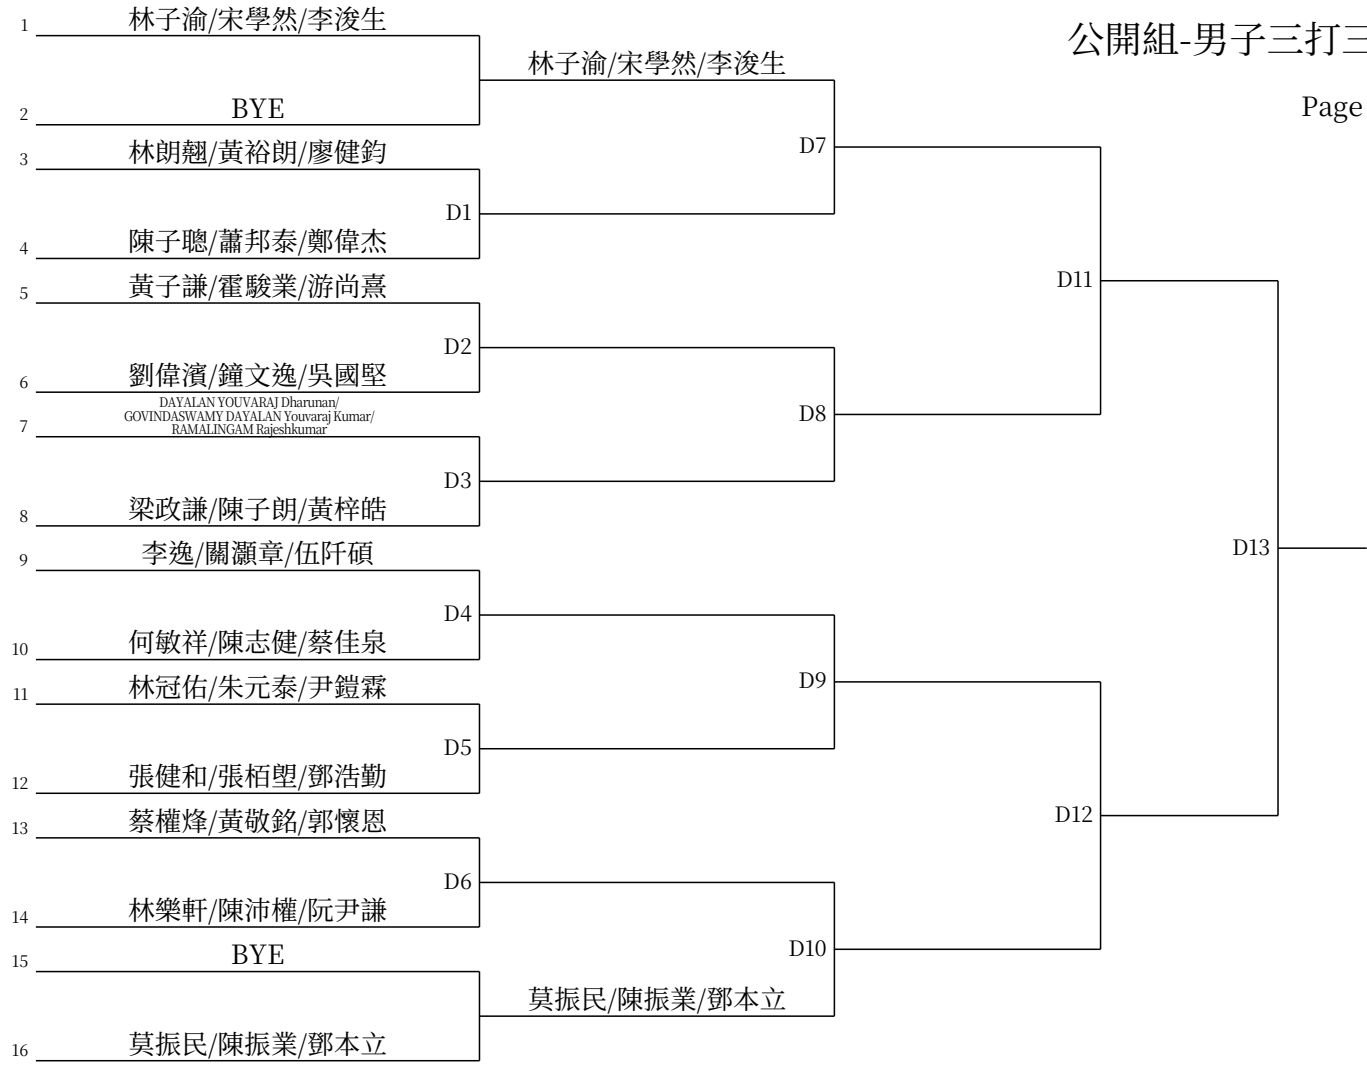 公開組-男子三打三
Page
1 林子渝/宋學然/李浚生
林子渝/宋學然/李浚生
2 BYE
D7
3 林朗翹/黃裕朗/廖健鈞
D1
4 陳子聰/蕭邦泰/鄭偉杰
D11
5 黃子謙/霍駿業/游尚熹
D2
6 劉偉濱/鐘文逸/吳國堅
D8
DAYALAN YOUVARAJ Dharunan/
GOVINDASWAMY DAYALAN Youvaraj Kumar/
RAMALINGAM Rajeshkumar
7
D3
8 梁政謙/陳子朗/黃梓皓
D13
9 李逸/關灝章/伍阡碩
D4
10 何敏祥/陳志健/蔡佳泉
D9
11 林冠佑/朱元泰/尹鎧霖
D5
12 張健和/張栢塱/鄧浩勤
D12
13 蔡權烽/黃敬銘/郭懷恩
D6
14 林樂軒/陳沛權/阮尹謙
D10
15 BYE
莫振民/陳振業/鄧本立
16 莫振民/陳振業/鄧本立